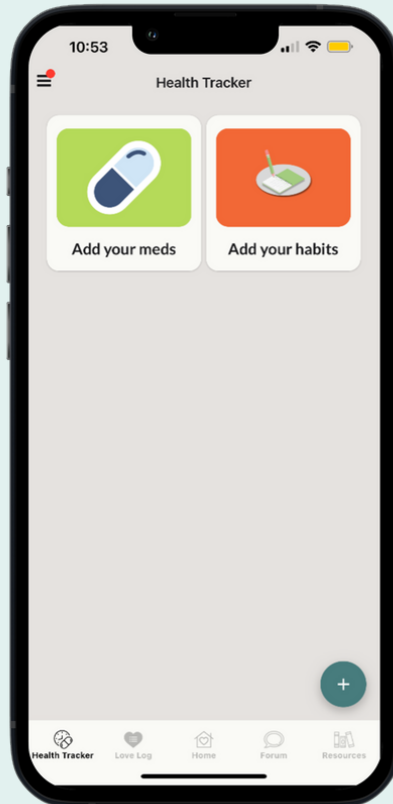 10:53
Health Tracker
Add your meds
Add your habits
+
Health Tracker
Love Log
Home
Forum
Resources